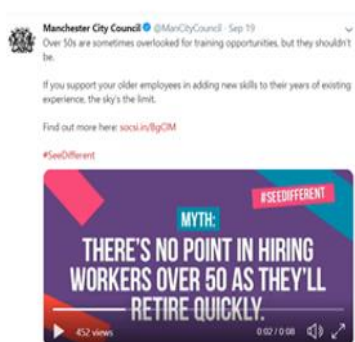 Manchester City Council @ManCityCouncil · Sep 19
Over 50s are sometimes overlooked for training opportunities, but they shouldn't
be.
If you support your older employees in adding new skills to their years of existing
experience, the sky's the limit.
Find out more here: socsi.in/BgClM
#SeeDifferent
#SEEDIFFERENT
MYTH:
THERE'S NO POINT IN HIRING
WORKERS OVER 50 AS THEY'LL
RETIRE QUICKLY.
452 views
0:02 / 0:08